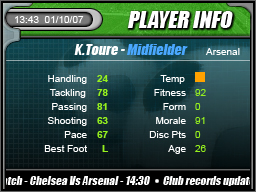 13:43 01/10/07 PLAYER INFO
K.Toure - Midfielder Arsenal
Handling 24 Temp
Tackling 78 Fitness 92
Passing 81 Form 0
Shooting 63 Morale 91
Pace 67 Disc Pts 0
Best Foot L Age 26
tch - Chelsea Vs Arsenal - 14:30 • Club records updat